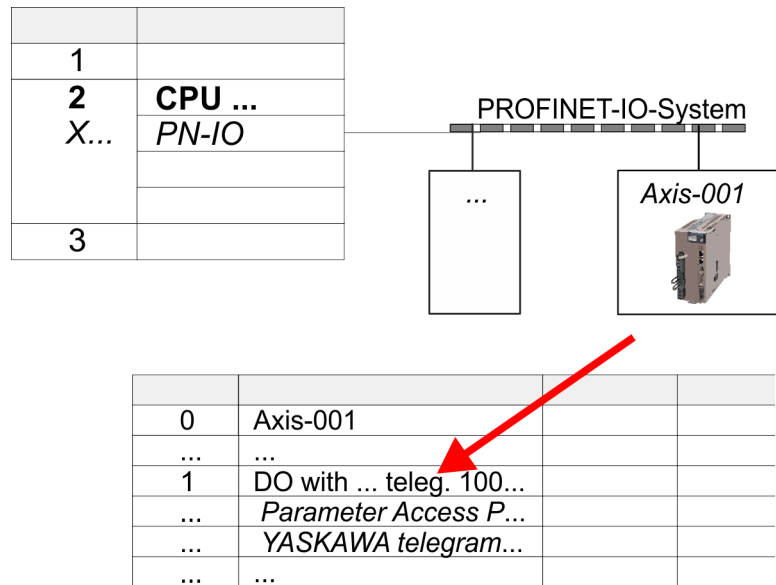 1
2 CPU ...
X... PN-IO
3
PROFINET-IO-System
...
Axis-001
0 Axis-001
... ...
1 DO with ... teleg. 100...
... Parameter Access P...
... YASKAWA telegram...
... ...